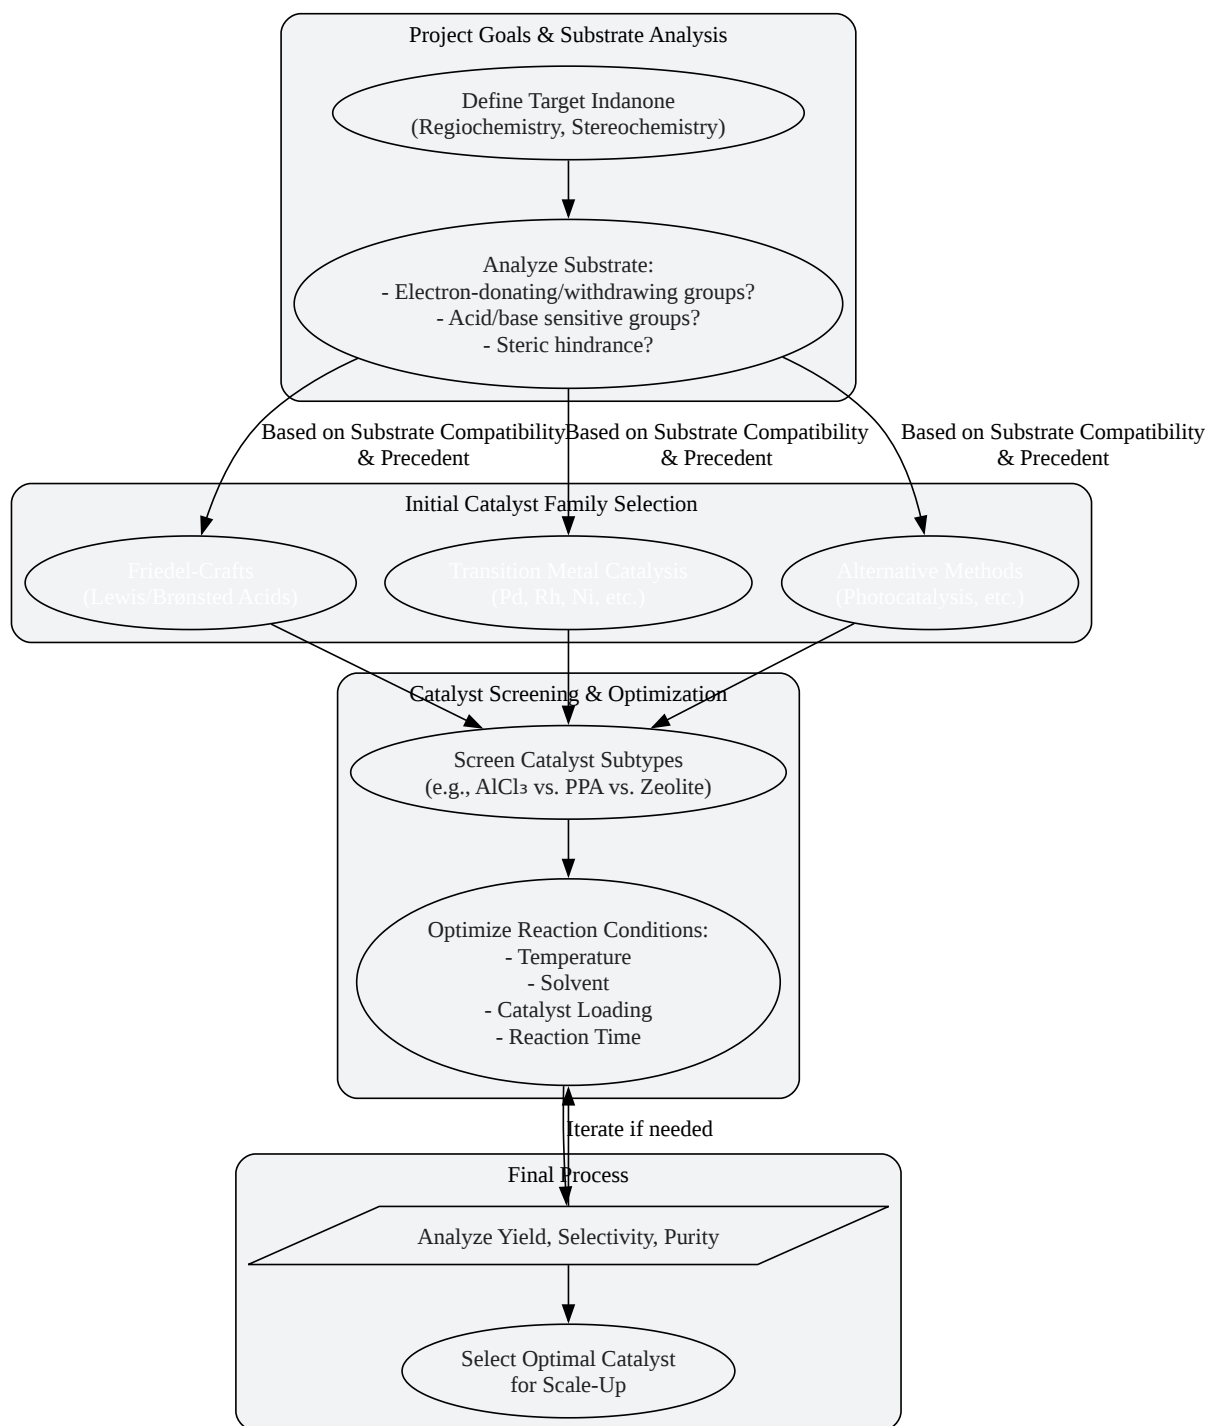 Project Goals & Substrate Analysis
Define Target Indanone
(Regiochemistry, Stereochemistry)
Analyze Substrate:
- Electron-donating/withdrawing groups?
- Acid/base sensitive groups?
- Steric hindrance?
Based on Substrate Compatibility
& Precedent
Based on Substrate Compatibility
& Precedent
Based on Substrate Compatibility
& Precedent
Initial Catalyst Family Selection
Friedel-Crafts
(Lewis/Brønsted Acids)
Transition Metal Catalysis
(Pd, Rh, Ni, etc.)
Alternative Methods
(Photocatalysis, etc.)
Catalyst Screening & Optimization
Screen Catalyst Subtypes
(e.g., AlCl₃ vs. PPA vs. Zeolite)
Optimize Reaction Conditions:
- Temperature
- Solvent
- Catalyst Loading
- Reaction Time
Iterate if needed
Final Process
Analyze Yield, Selectivity, Purity
Select Optimal Catalyst
for Scale-Up